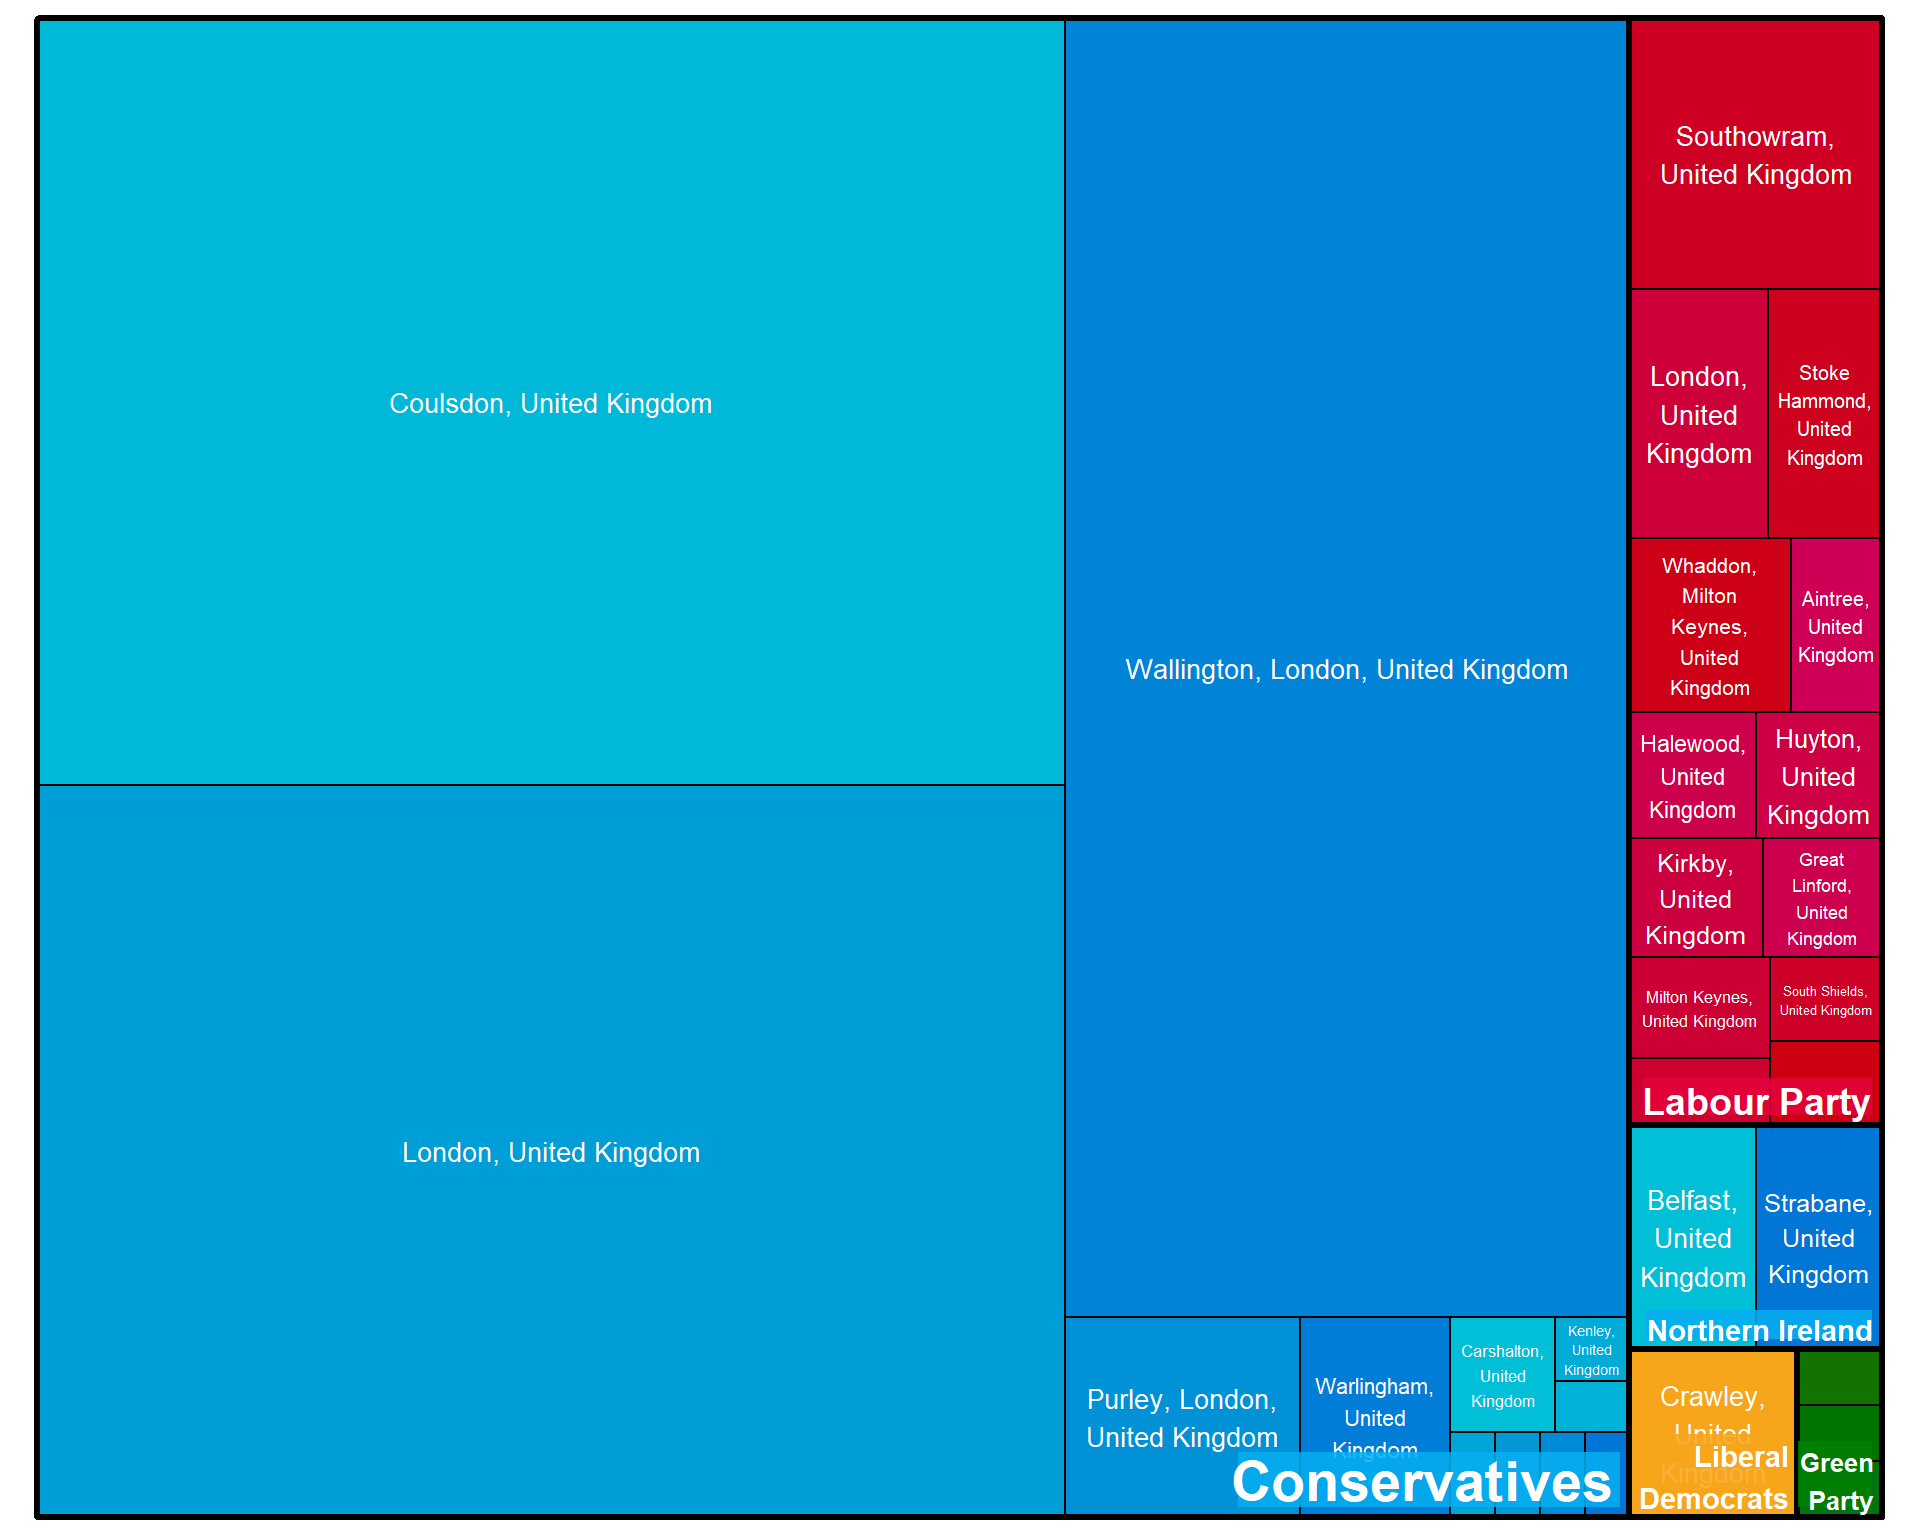 Coulsdon, United Kingdom
London, United Kingdom
Wallington, London, United Kingdom
Purley, London,
United Kingdom
Warlingham,
United
Kingdom
Carshalton,
United
Kingdom
Kenley,
United
Kingdom
Conservatives
Southowram,
United Kingdom
London,
United
Kingdom
Stoke
Hammond,
United
Kingdom
Whaddon,
Milton
Keynes,
United
Kingdom
Aintree,
United
Kingdom
Halewood,
United
Kingdom
Huyton,
United
Kingdom
Kirkby,
United
Kingdom
Great
Linford,
United
Kingdom
Milton Keynes,
United Kingdom
South Shields,
United Kingdom
Labour Party
Belfast,
United
Kingdom
Strabane,
United
Kingdom
Northern Ireland
Crawley,
United
Kingdom
Liberal
Democrats
Green
Party